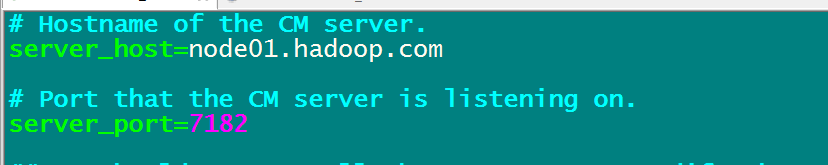 # Hostname of the CM server.
server_host=node01.hadoop.com
# Port that the CM server is listening on.
server_port=7182